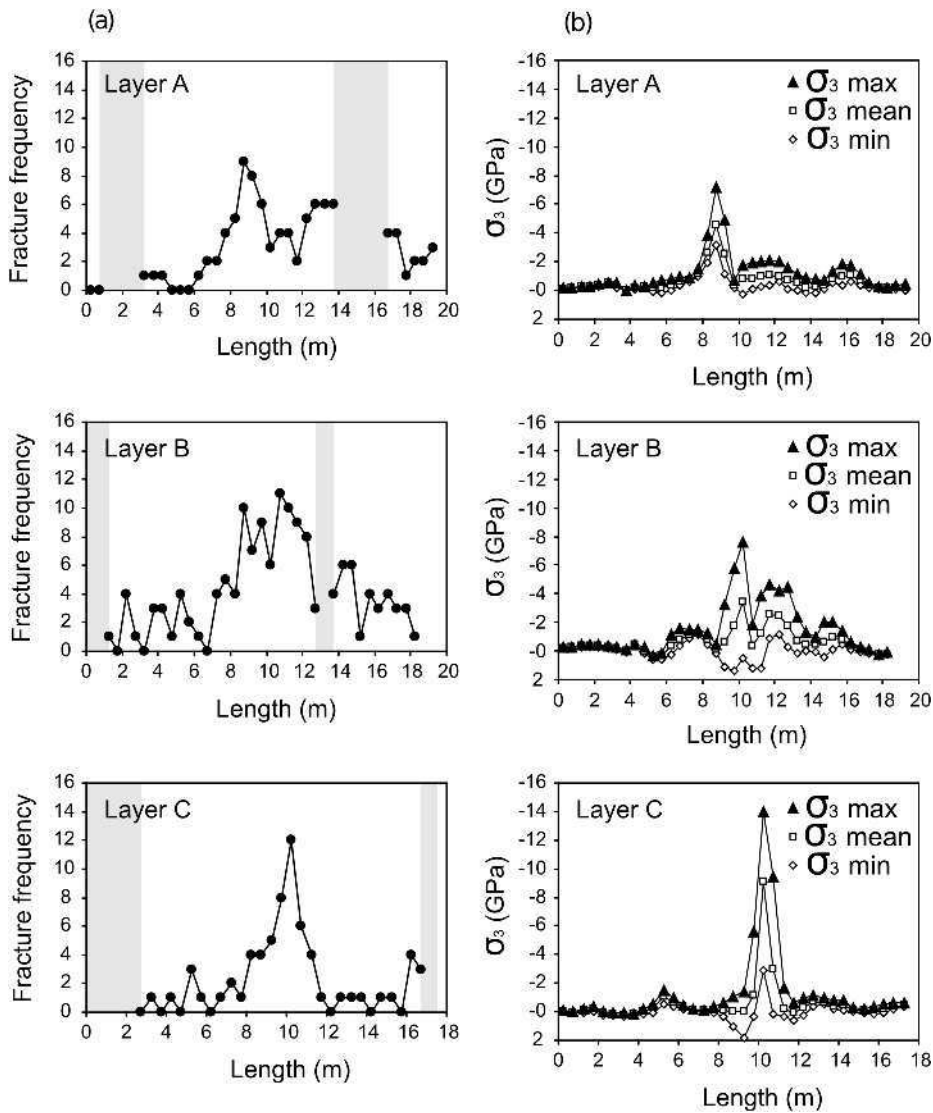 (a)
(b)
Layer A
16
14
12
10
8
6
4
2
0
Fracture frequency
0 2 4 6 8 10 12 14 16 18 20
Length (m)
Layer A
σ3 max
σ3 mean
σ3 min
-16
-14
-12
-10
-8
-6
-4
-2
-0
2
σ3 (GPa)
0 2 4 6 8 10 12 14 16 18 20
Length (m)
Layer B
16
14
12
10
8
6
4
2
0
Fracture frequency
0 2 4 6 8 10 12 14 16 18 20
Length (m)
Layer B
σ3 max
σ3 mean
σ3 min
-16
-14
-12
-10
-8
-6
-4
-2
-0
2
σ3 (GPa)
0 2 4 6 8 10 12 14 16 18 20
Length (m)
Layer C
16
14
12
10
8
6
4
2
0
Fracture frequency
0 2 4 6 8 10 12 14 16 18
Length (m)
Layer C
σ3 max
σ3 mean
σ3 min
-16
-14
-12
-10
-8
-6
-4
-2
-0
2
σ3 (GPa)
0 2 4 6 8 10 12 14 16 18
Length (m)